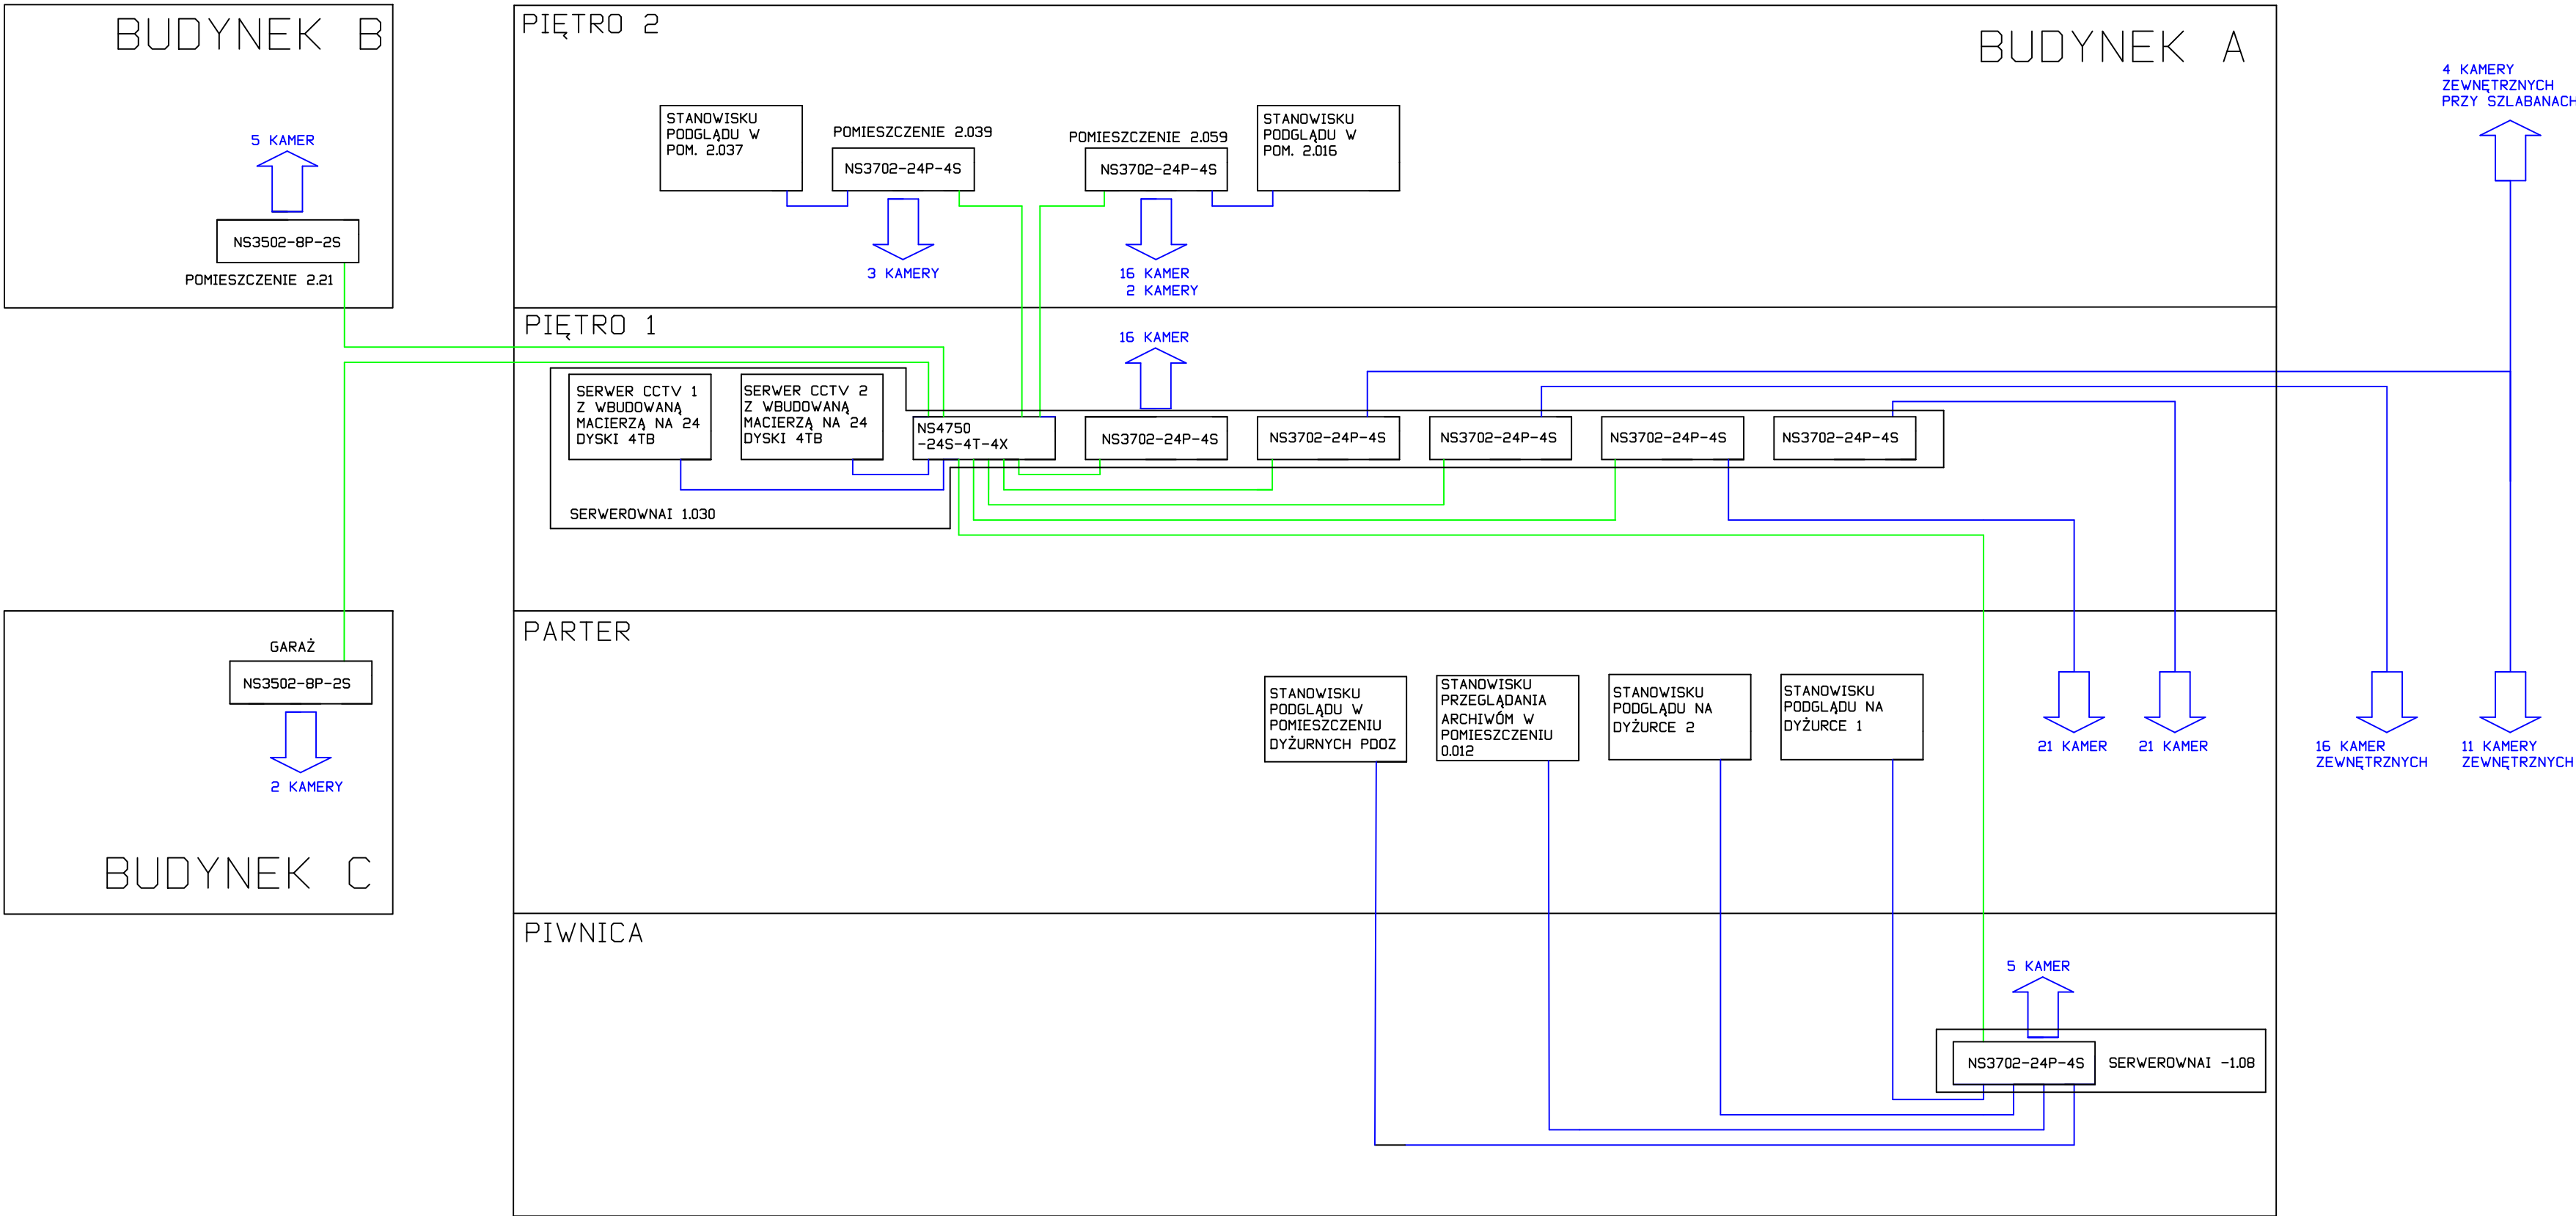 BUDYNEK B
5 KAMER
NS3502-8P-2S
POMIESZCZENIE 2.21
PIĘTRO 2
BUDYNEK A
STANOWISKU
PODGLĄDU W
POM. 2.037
POMIESZCZENIE 2.039
NS3702-24P-4S
3 KAMERY
POMIESZCZENIE 2.059
NS3702-24P-4S
16 KAMER
2 KAMERY
STANOWISKU
PODGLĄDU W
POM. 2.016
4 KAMERY
ZEWNĘTRZNYCH
PRZY SZLABANACH
PIĘTRO 1
16 KAMER
SERWER CCTV 1
Z WBUDOWANĄ
MACIERZĄ NA 24
DYSKI 4TB
SERWER CCTV 2
Z WBUDOWANĄ
MACIERZĄ NA 24
DYSKI 4TB
NS4750
-24S-4T-4X
NS3702-24P-4S
NS3702-24P-4S
NS3702-24P-4S
NS3702-24P-4S
NS3702-24P-4S
SERWEROWNAI 1.030
GARAŻ
NS3502-8P-2S
2 KAMERY
BUDYNEK C
PARTER
STANOWISKU
PODGLĄDU W
POMIESZCZENIU
DYŻURNYCH PDOZ
STANOWISKU
PRZEGLĄDANIA
ARCHIWÓM W
POMIESZCZENIU
0.012
STANOWISKU
PODGLĄDU NA
DYŻURCE 2
STANOWISKU
PODGLĄDU NA
DYŻURCE 1
21 KAMER
21 KAMER
16 KAMER
ZEWNĘTRZNYCH
11 KAMERY
ZEWNĘTRZNYCH
PIWNICA
5 KAMER
NS3702-24P-4S
SERWEROWNAI -1.08